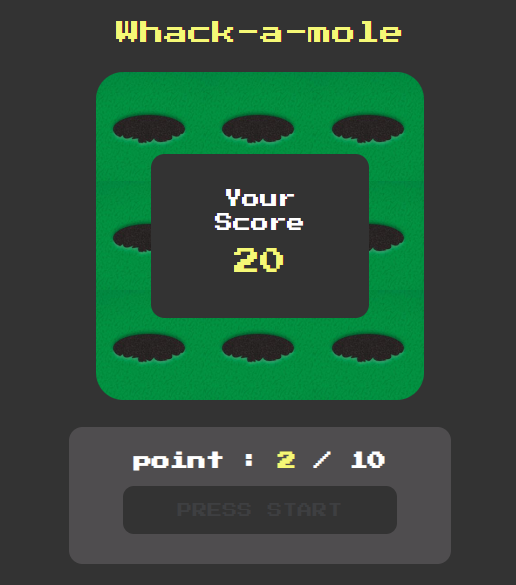 Whack-a-mole
Your
Score
20
point : 2 / 10
PRESS START